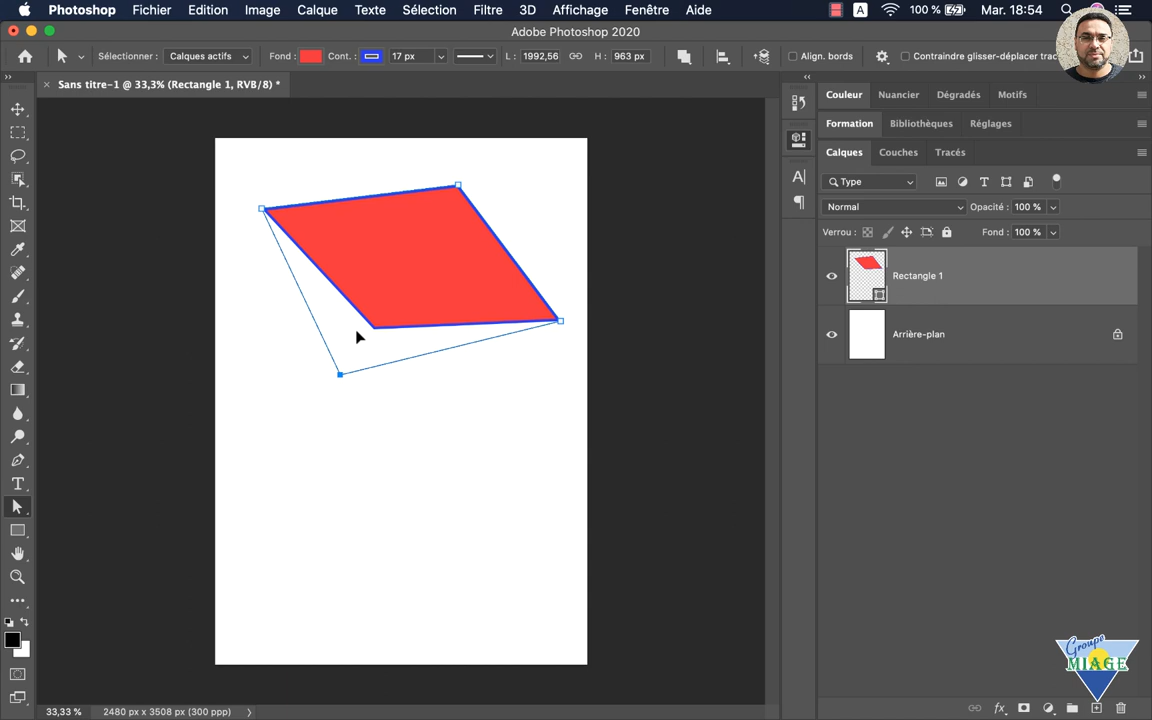 Photoshop Fichier Edition Image Calque Texte Sélection Filtre 3D Affichage Fenêtre Aide A 100 % Mar. 18:54
Adobe Photoshop 2020
Sélectionner : Calques actifs Fond : Cont. : 17 px L : 1992,56 H : 963 px Align. bords Contraindre glisser-déplacer trac
× Sans titre-1 @ 33,3% (Rectangle 1, RVB/8) *
Couleur Nuancier Dégradés Motifs
Formation Bibliothèques Réglages
Calques Couches Tracés
Type
Normal Opacité : 100 %
Verrou : Fond : 100 %
Rectangle 1
Arrière-plan
Groupe
MIAGE
33,33 % 2480 px x 3508 px (300 ppp)